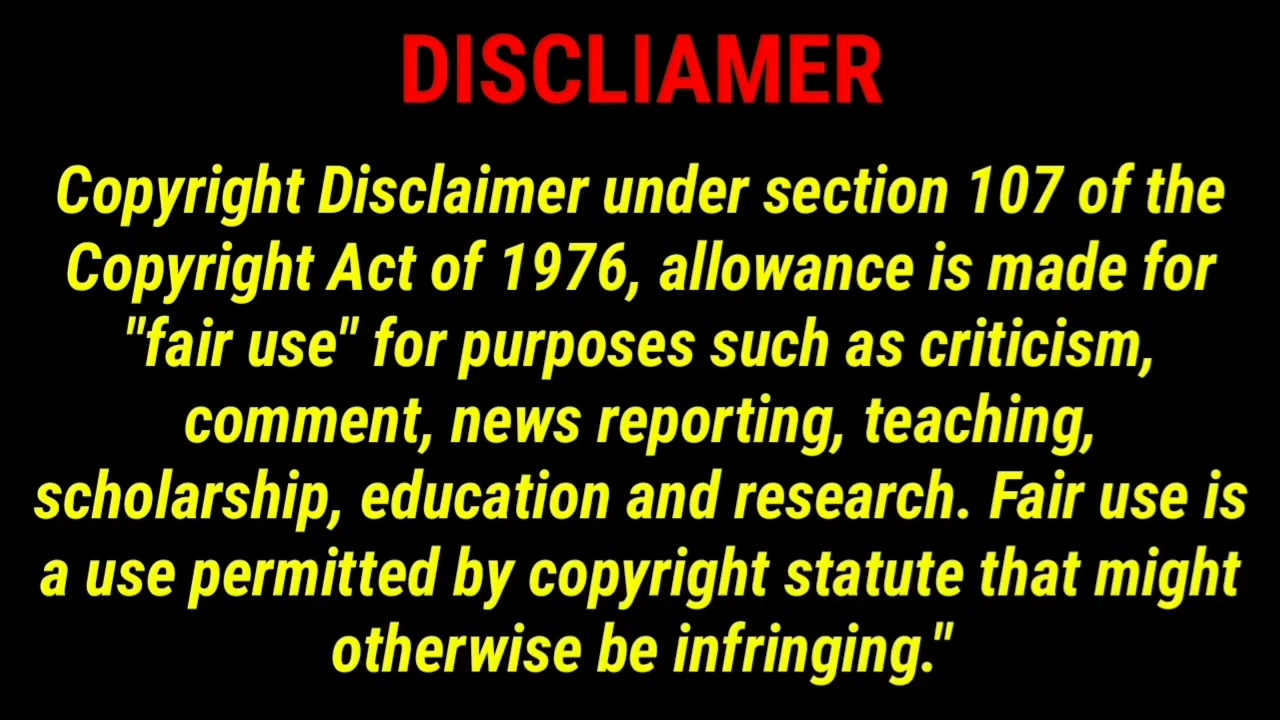 DISCLIAMER
Copyright Disclaimer under section 107 of the
Copyright Act of 1976, allowance is made for
"fair use" for purposes such as criticism,
comment, news reporting, teaching,
scholarship, education and research. Fair use is
a use permitted by copyright statute that might
otherwise be infringing."